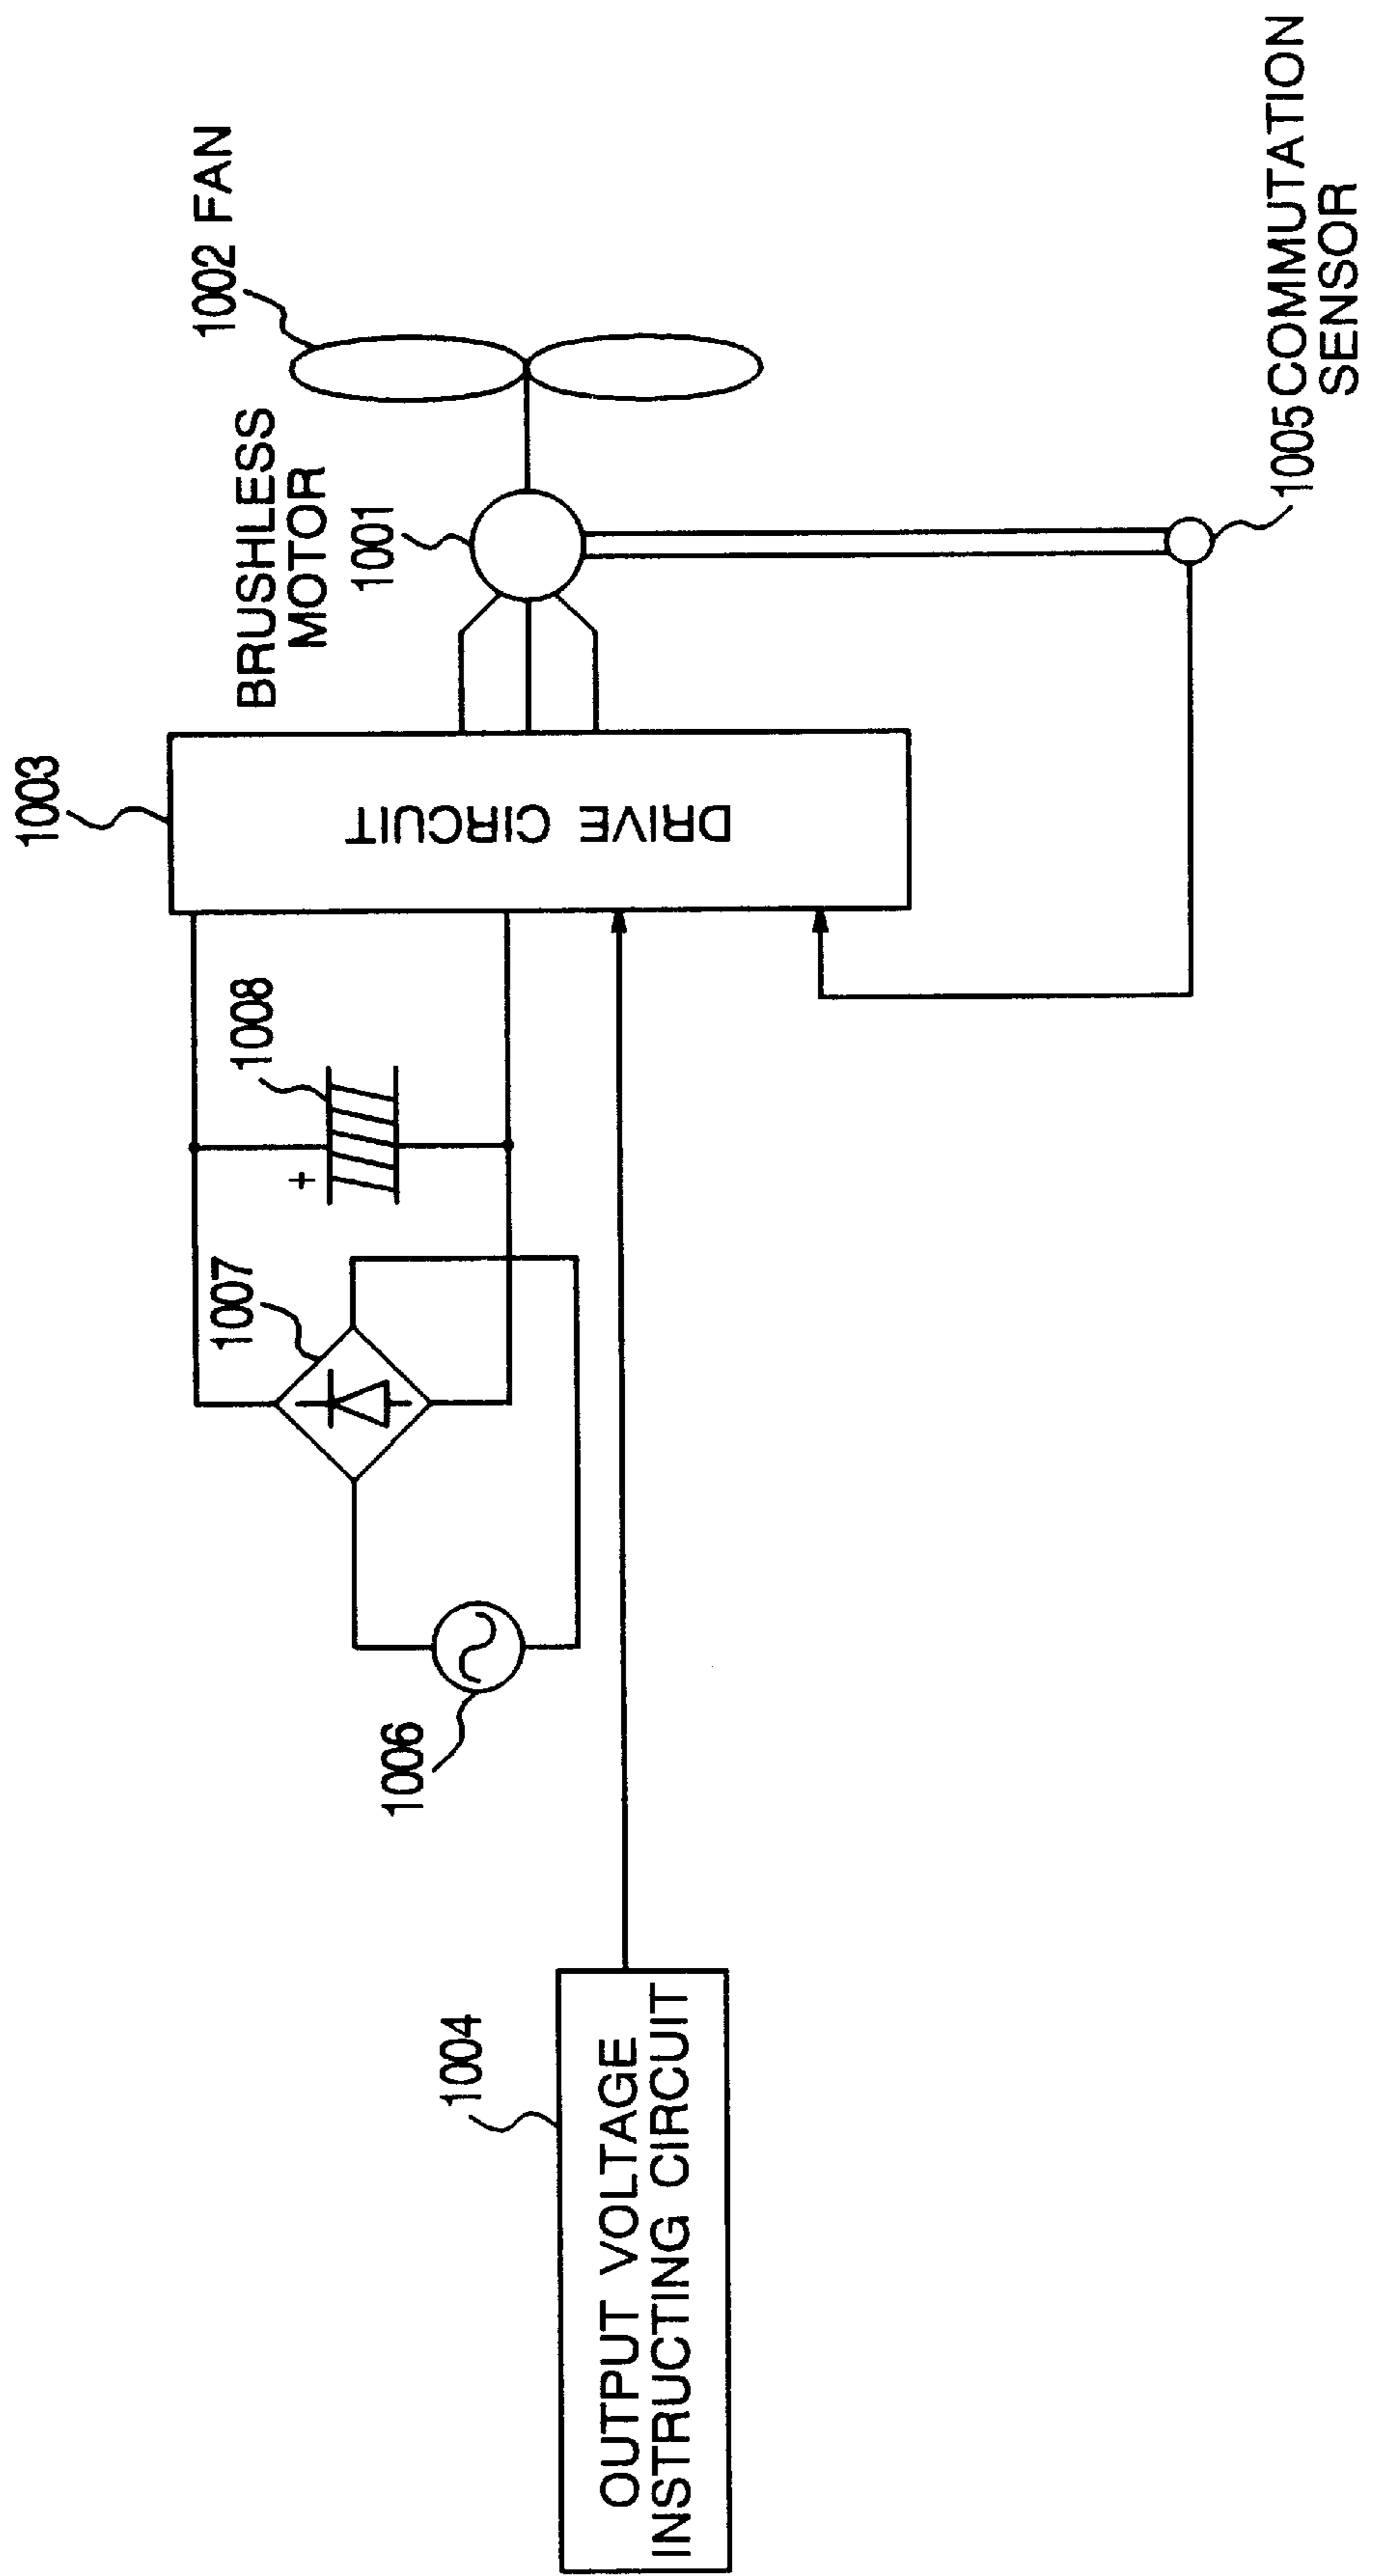 1003
1002 FAN
BRUSHLESS
MOTOR
1001
1008
+
1007
DRIVE CIRCUIT
1006
1004
OUTPUT VOLTAGE
INSTRUCTING CIRCUIT
1005 COMMUTATION
SENSOR